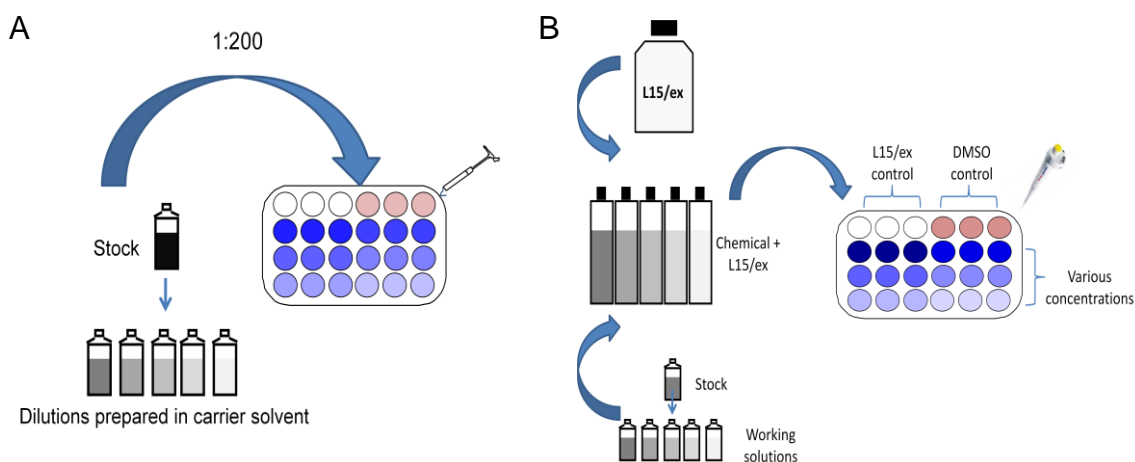 A
1:200
Stock
Dilutions prepared in carrier solvent
B
L15/ex
L15/ex
control
DMSO
control
Chemical +
L15/ex
Various
concentrations
Stock
Working
solutions